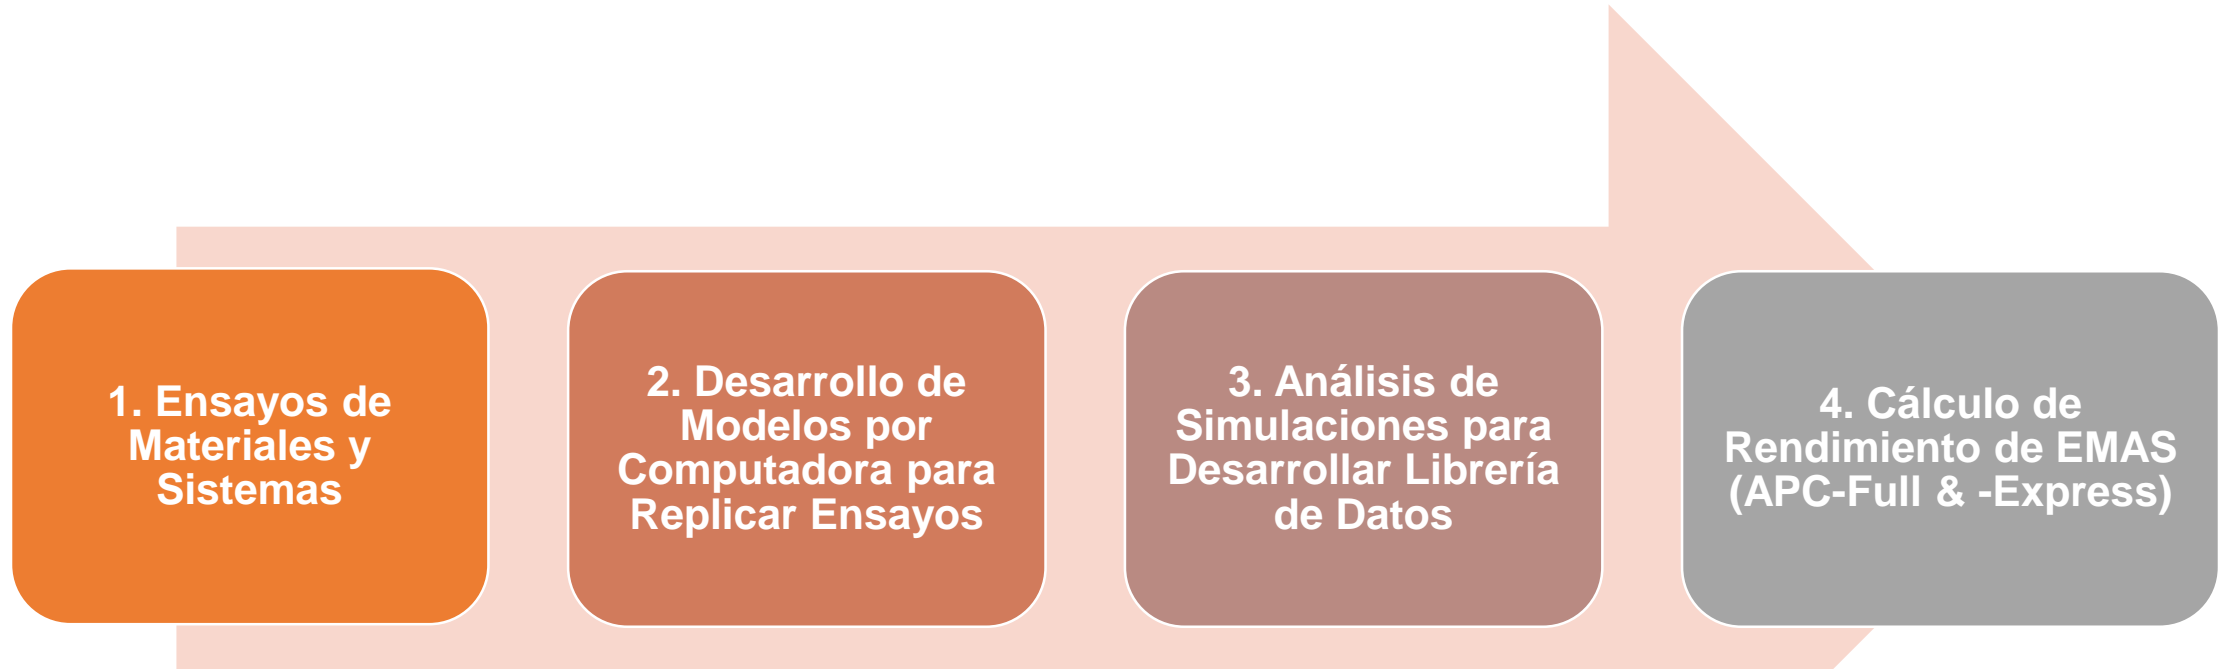 1. Ensayos de
Materiales y
Sistemas
2. Desarrollo de
Modelos por
Computadora para
Replicar Ensayos
3. Análisis de
Simulaciones para
Desarrollar Librería
de Datos
4. Cálculo de
Rendimiento de EMAS
(APC-Full & -Express)